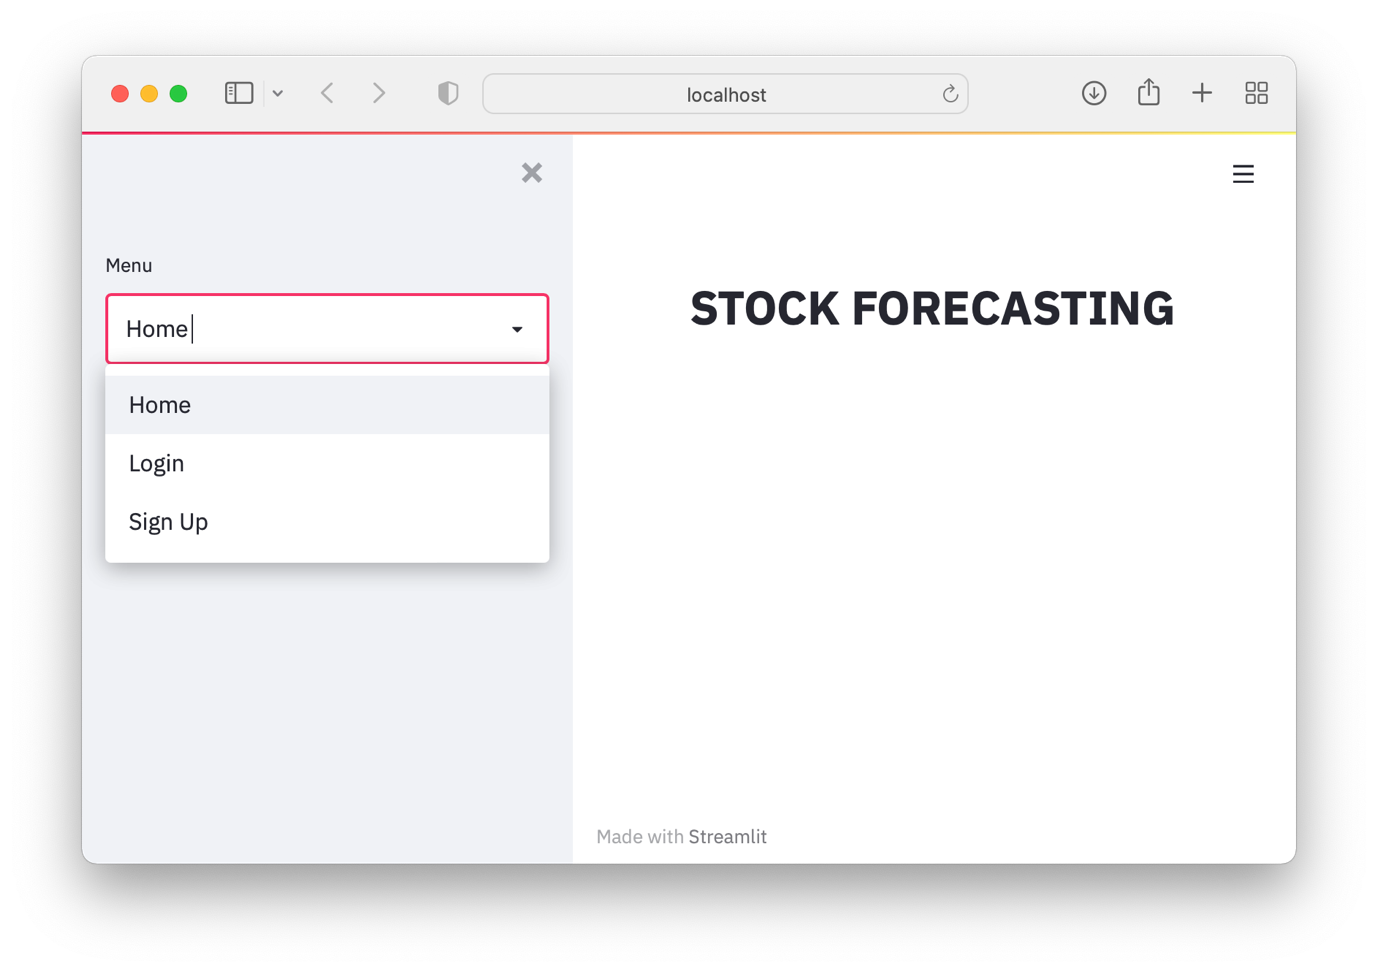 localhost
Menu
Home
Home
Login
Sign Up
STOCK FORECASTING
Made with Streamlit